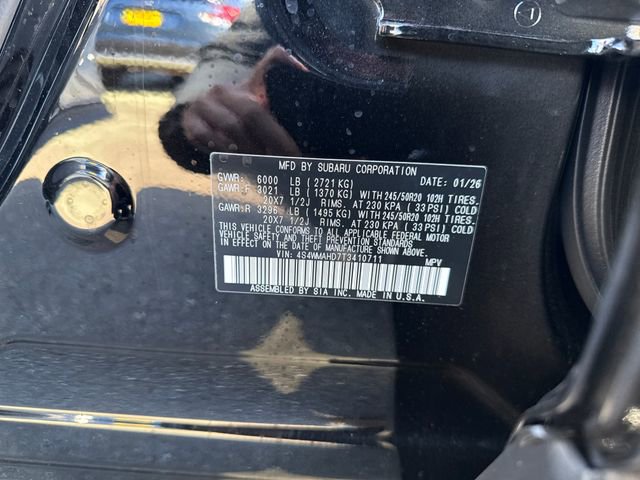 MFD BY SUBARU CORPORATION
GVWR: 6000 LB ( 2721 KG) DATE: 01/26
GAWR:F 3021 LB ( 1370 KG) WITH 245/50R20 102H TIRES.
20X7 1/2J RIMS. AT 230 KPA ( 33 PSI) COLD
GAWR:R 3296 LB ( 1495 KG) WITH 245/50R20 102H TIRES.
20X7 1/2J RIMS. AT 230 KPA ( 33 PSI) COLD
THIS VEHICLE CONFORMS TO ALL APPLICABLE FEDERAL MOTOR
VEHICLE SAFETY AND THEFT PREVENTION STANDARDS
IN EFFECT ON THE DATE OF MANUFACTURE SHOWN ABOVE.
VIN: 4S4WMAHD7T3410711 MPV
ASSEMBLED BY SIA INC. MADE IN U.S.A.